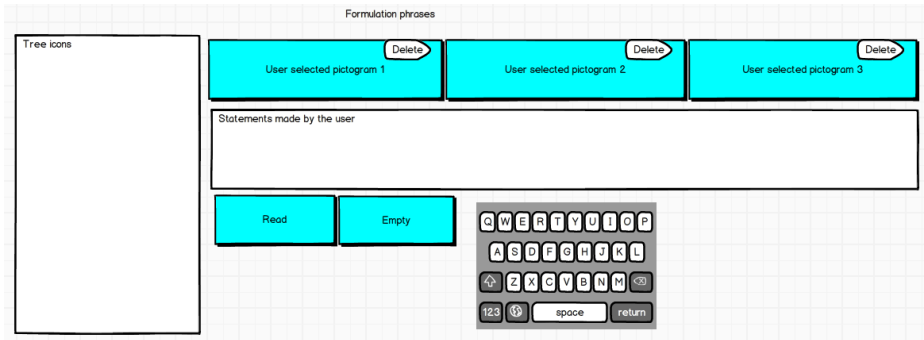 Formulation phrases
Tree icons
Delete
User selected pictogram 1
Delete
User selected pictogram 2
Delete
User selected pictogram 3
Statements made by the user
Read
Empty
Q W E R T Y U I O P
A S D F G H J K L
Z X C V B N M
123 space return